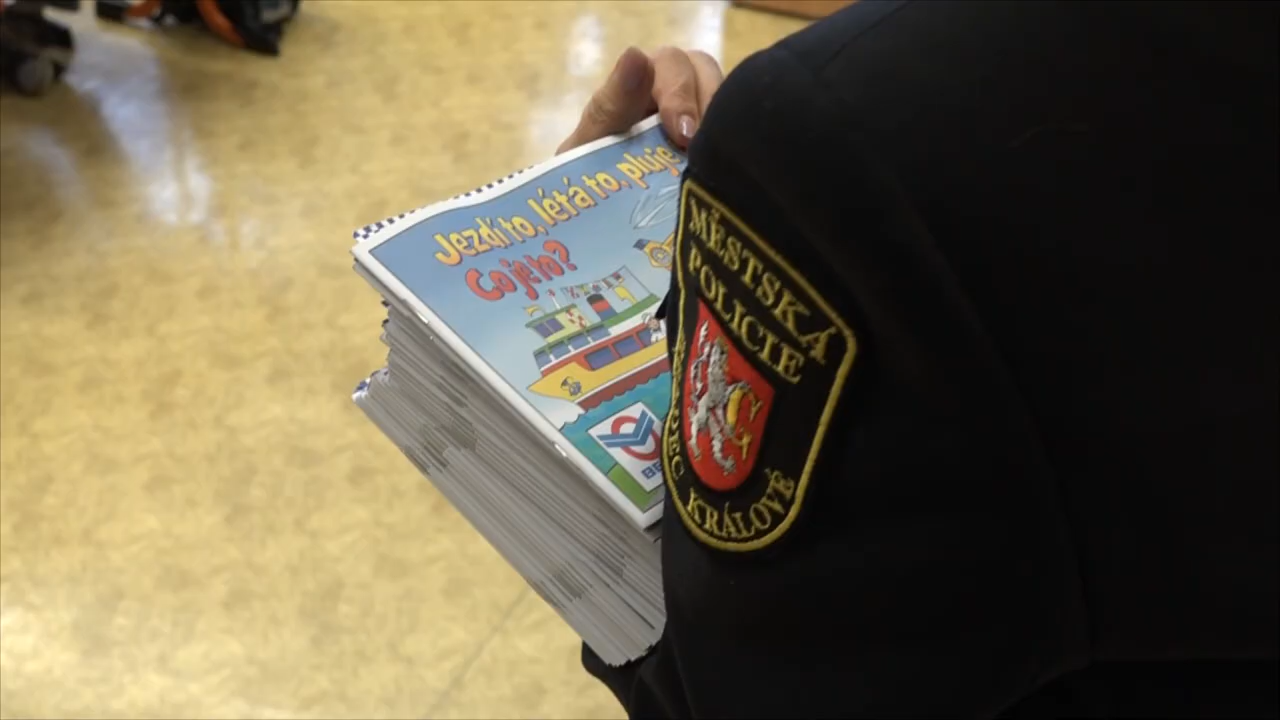 Jezdí to, létá to, pluje
Co je to?
MĚSTSKÁ
POLICIE
KRÁLOVÉ